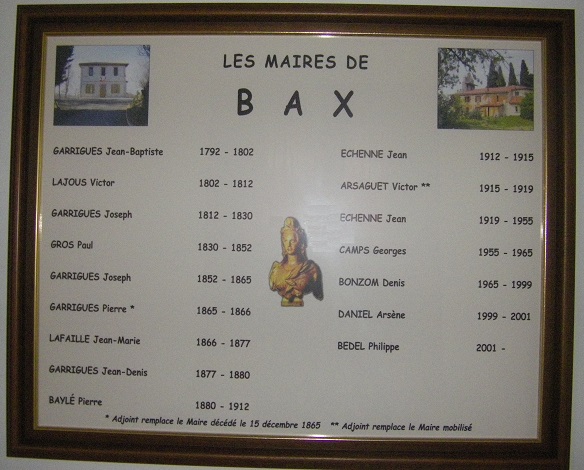 LES MAIRES DE
B A X
GARRIGUES Jean-Baptiste 1792 - 1802
LAJOUS Victor 1802 - 1812
GARRIGUES Joseph 1812 - 1830
GROS Paul 1830 - 1852
GARRIGUES Joseph 1852 - 1865
GARRIGUES Pierre * 1865 - 1866
LAFAILLE Jean-Marie 1866 - 1877
GARRIGUES Jean-Denis 1877 - 1880
BAYLÉ Pierre 1880 - 1912
ECHENNE Jean 1912 - 1915
ARSAGUET Victor ** 1915 - 1919
ECHENNE Jean 1919 - 1955
CAMPS Georges 1955 - 1965
BONZOM Denis 1965 - 1999
DANIEL Arsène 1999 - 2001
BEDEL Philippe 2001 -
* Adjoint remplace le Maire décédé le 15 décembre 1865 ** Adjoint remplace le Maire mobilisé